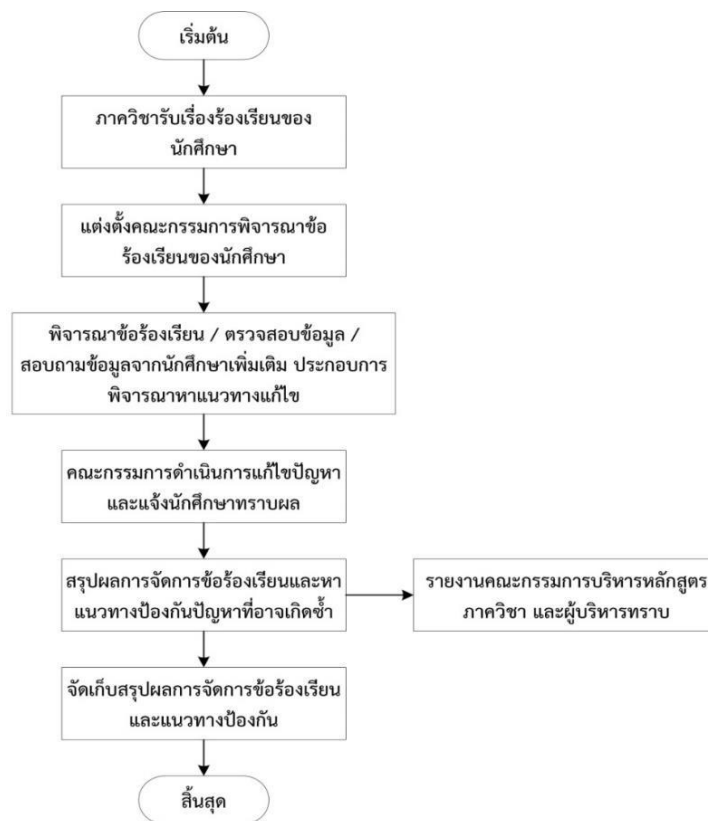 เริ่มต้น
ภาควิชารับเรื่องร้องเรียนของ
นักศึกษา
แต่งตั้งคณะกรรมการพิจารณาข้อ
ร้องเรียนของนักศึกษา
พิจารณาข้อร้องเรียน / ตรวจสอบข้อมูล /
สอบถามข้อมูลจากนักศึกษาเพิ่มเติม ประกอบการ
พิจารณาหาแนวทางแก้ไข
คณะกรรมการดำเนินการแก้ไขปัญหา
และแจ้งนักศึกษาทราบผล
สรุปผลการจัดการข้อร้องเรียนและหา
แนวทางป้องกันปัญหาที่อาจเกิดซ้ำ
รายงานคณะกรรมการบริหารหลักสูตร
ภาควิชา และผู้บริหารทราบ
จัดเก็บสรุปผลการจัดการข้อร้องเรียน
และแนวทางป้องกัน
สิ้นสุด